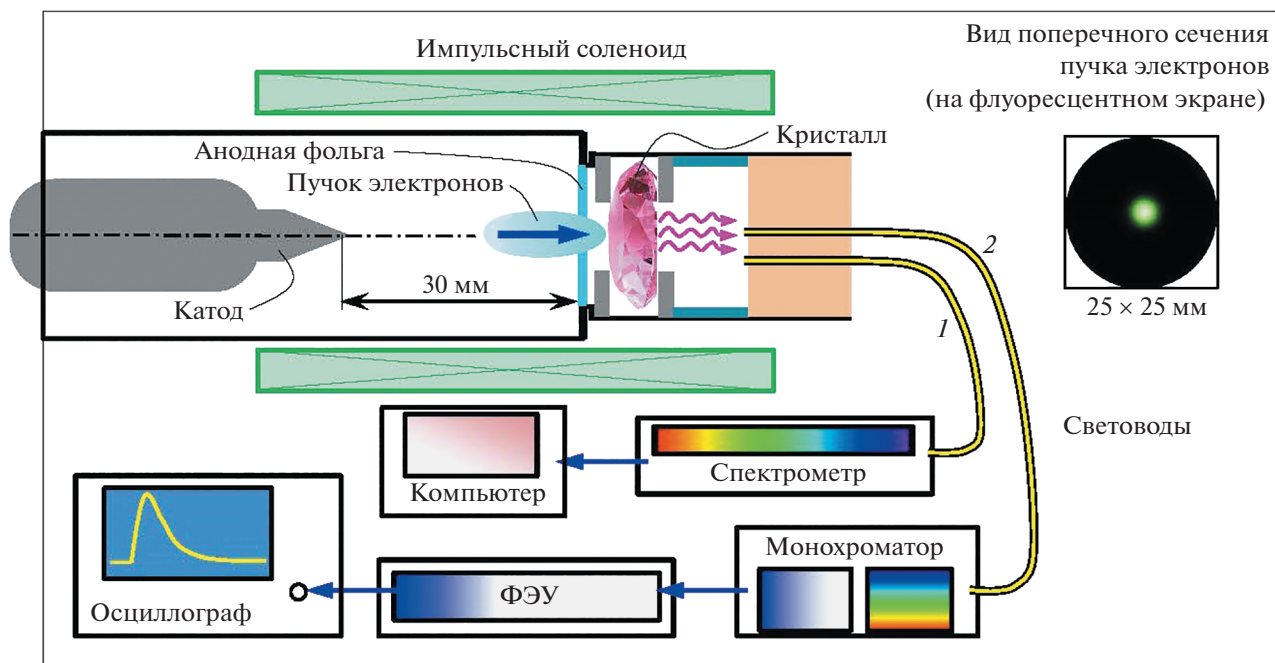 Импульсный соленоид
Вид поперечного сечения
пучка электронов
(на флуоресцентном экране)
Кристалл
Анодная фольга
Пучок электронов
30 мм
Катод
2
1
25 × 25 мм
Световоды
Спектрометр
Компьютер
Монохроматор
ФЭУ
Осциллограф